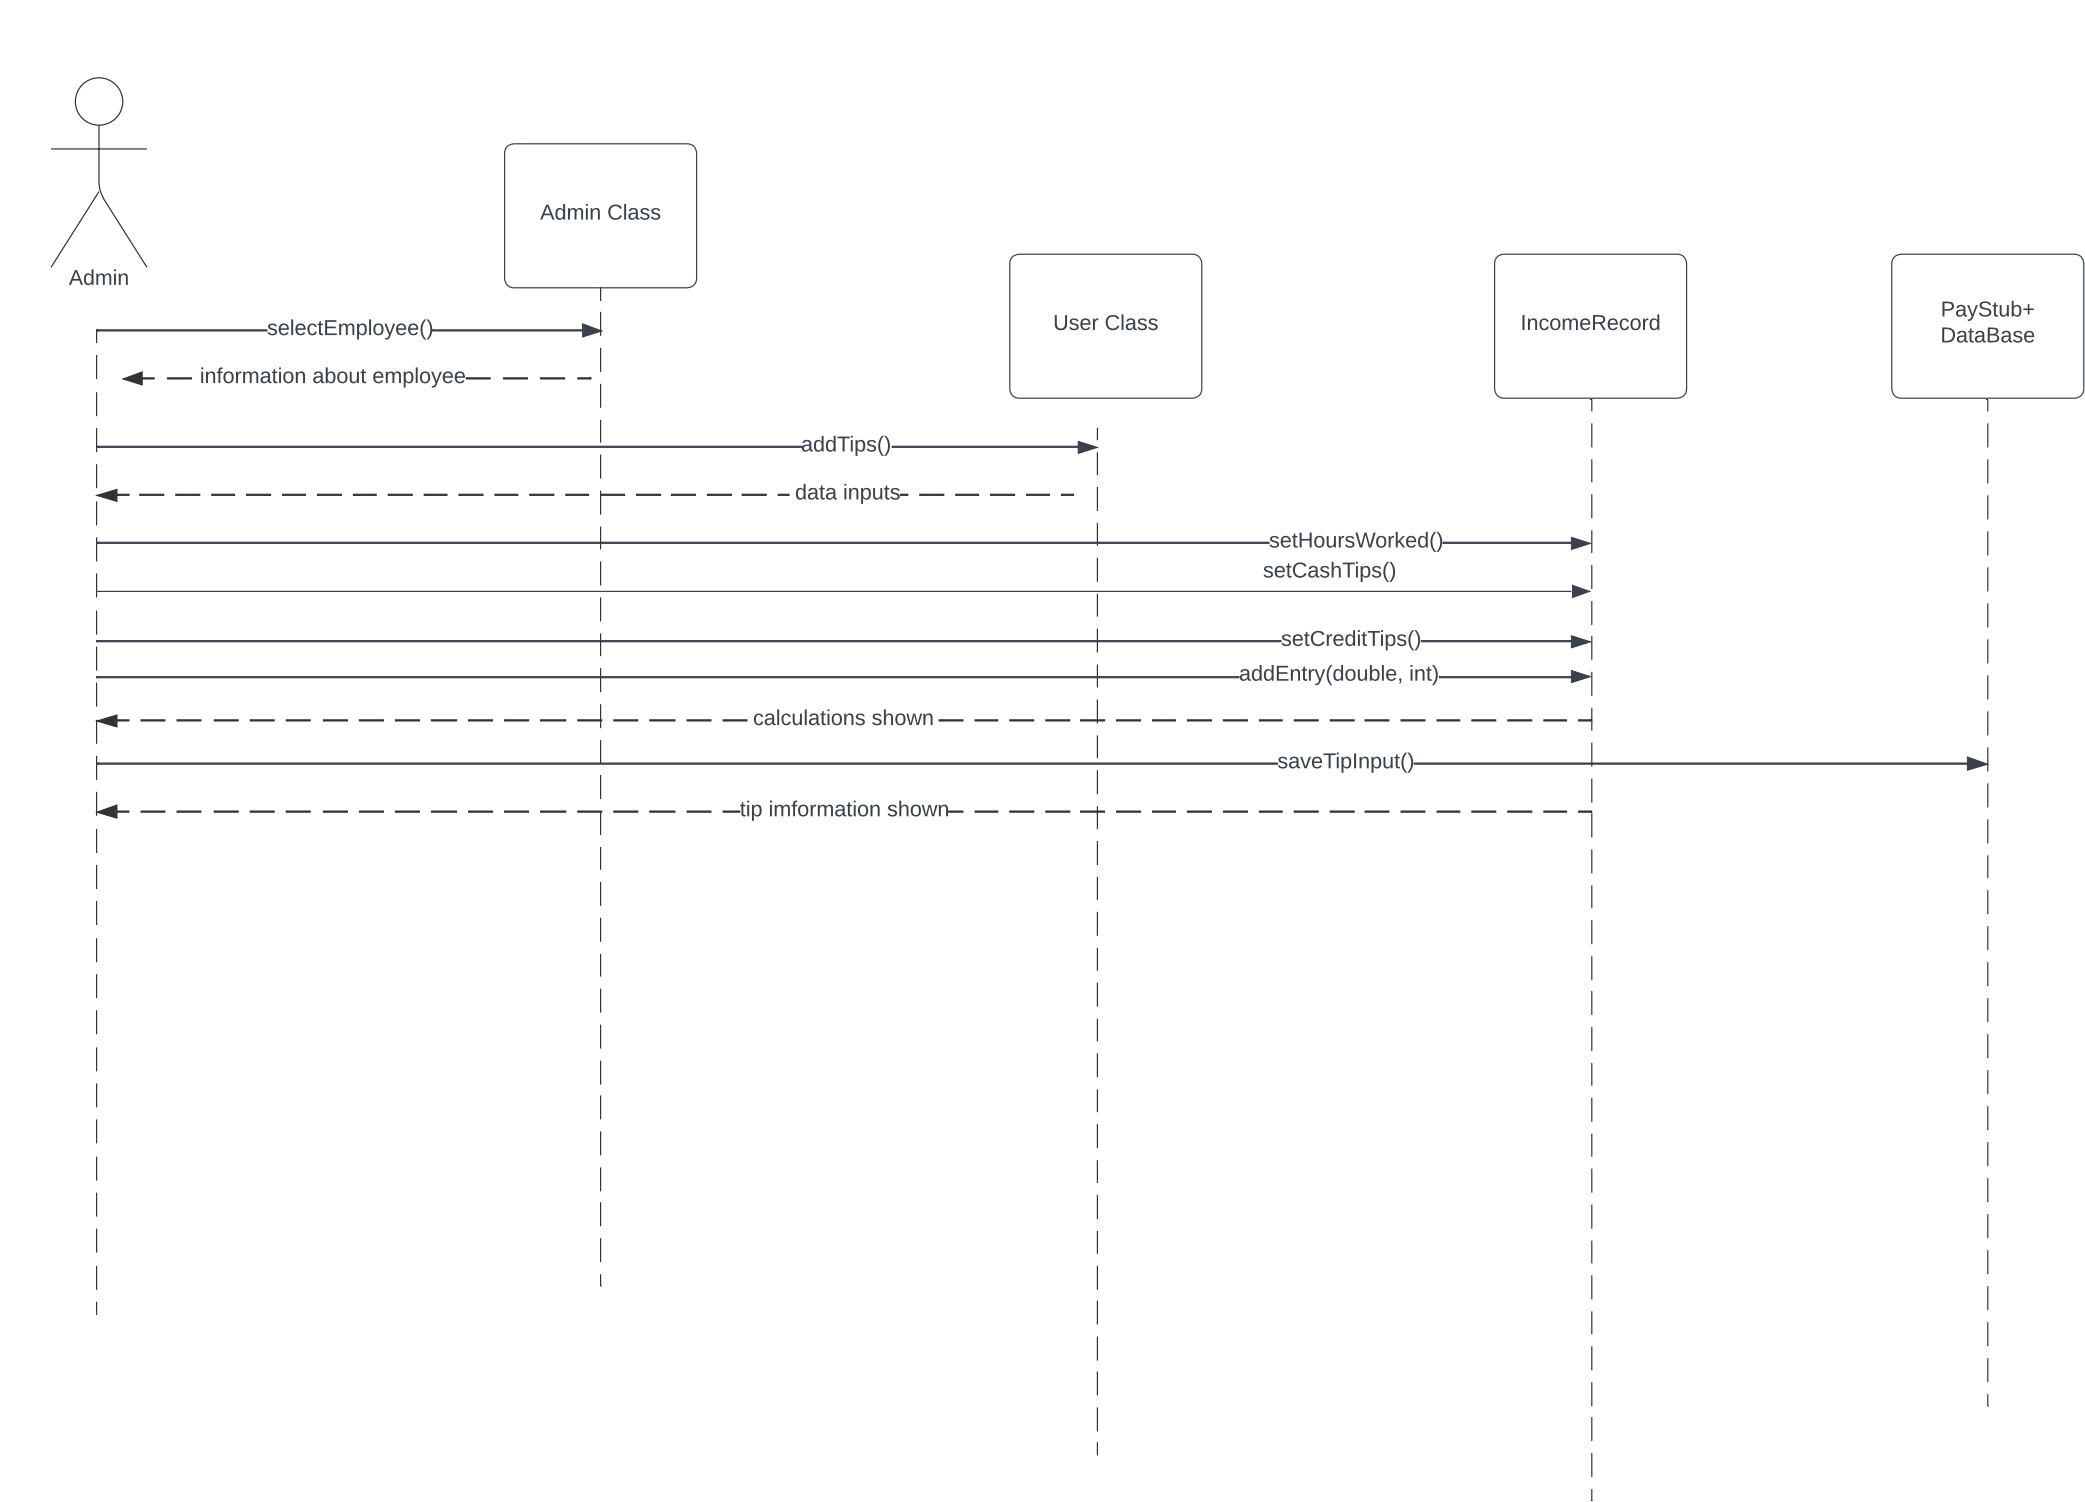 Admin Class
Admin
User Class
IncomeRecord
PayStub+
DataBase
selectEmployee()
information about employee
addTips()
data inputs
setHoursWorked()
setCashTips()
setCreditTips()
addEntry(double, int)
calculations shown
saveTipInput()
tip imformation shown